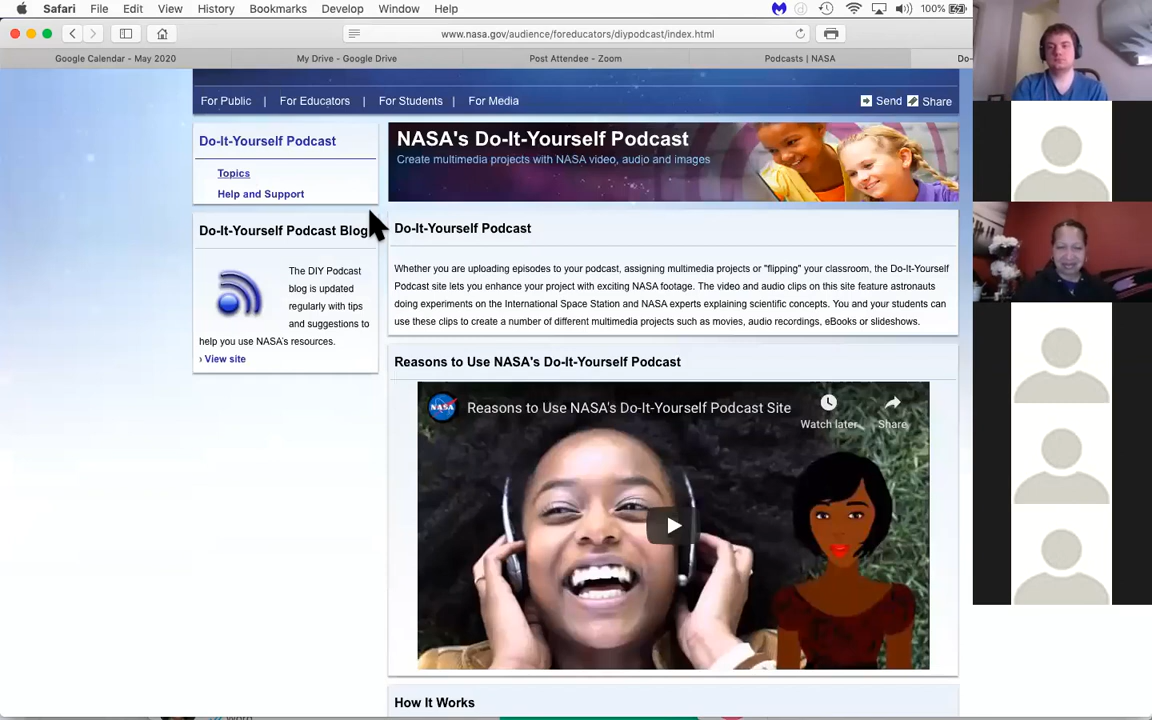 Safari File Edit View History Bookmarks Develop Window Help 100%
www.nasa.gov/audience/foreducators/diypodcast/index.html
Google Calendar - May 2020 My Drive - Google Drive Post Attendee - Zoom Podcasts | NASA Do-
For Public | For Educators | For Students | For Media Send Share
Do-It-Yourself Podcast
Topics
Help and Support
NASA's Do-It-Yourself Podcast
Create multimedia projects with NASA video, audio and images
Do-It-Yourself Podcast Blog
The DIY Podcast
blog is updated
regularly with tips
and suggestions to
help you use NASA's resources.
› View site
Do-It-Yourself Podcast
Whether you are uploading episodes to your podcast, assigning multimedia projects or "flipping" your classroom, the Do-It-Yourself
Podcast site lets you enhance your project with exciting NASA footage. The video and audio clips on this site feature astronauts
doing experiments on the International Space Station and NASA experts explaining scientific concepts. You and your students can
use these clips to create a number of different multimedia projects such as movies, audio recordings, eBooks or slideshows.
Reasons to Use NASA's Do-It-Yourself Podcast
NASA
Reasons to Use NASA's Do-It-Yourself Podcast Site
Watch later Share
How It Works